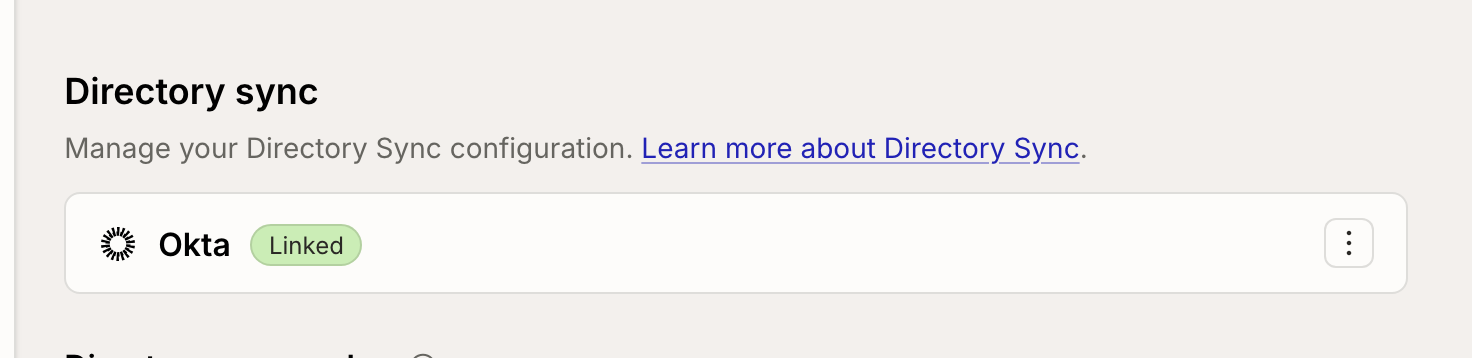 Directory sync
Manage your Directory Sync configuration. Learn more about Directory Sync.
Okta Linked